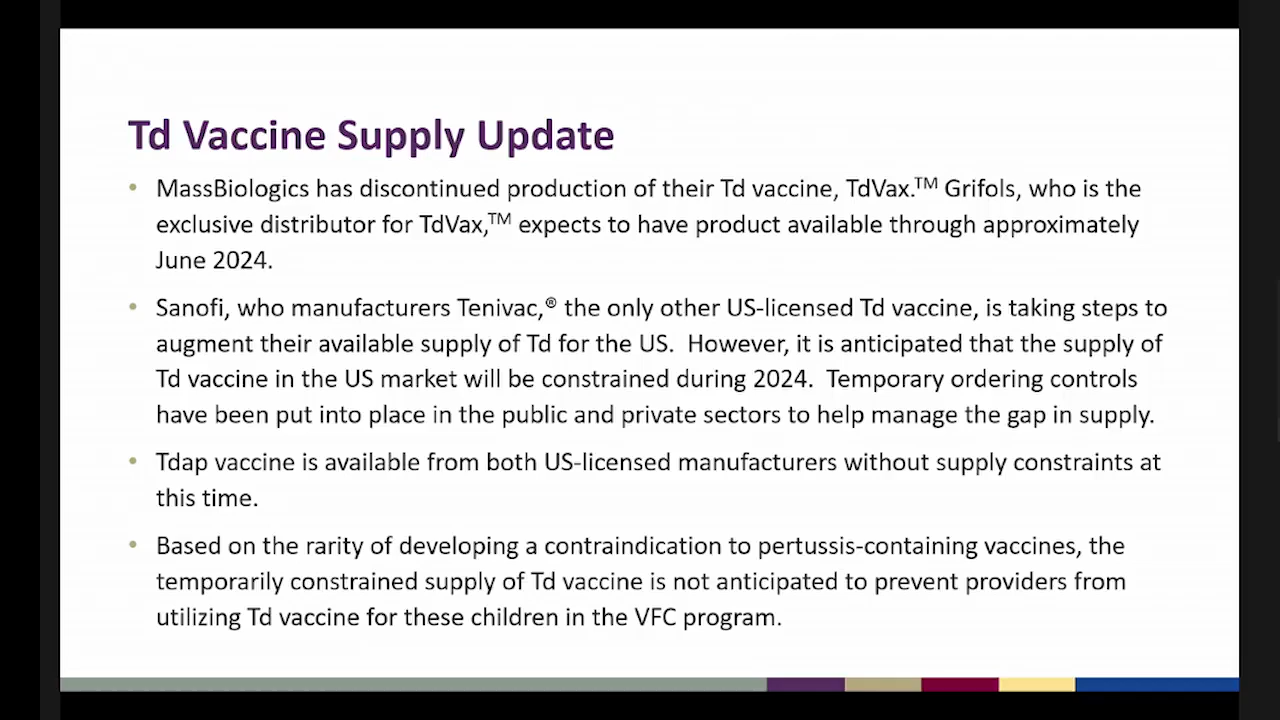 Td Vaccine Supply Update
• MassBiologics has discontinued production of their Td vaccine, TdVax.™ Grifols, who is the
exclusive distributor for TdVax,™ expects to have product available through approximately
June 2024.
• Sanofi, who manufacturers Tenivac,® the only other US-licensed Td vaccine, is taking steps to
augment their available supply of Td for the US.  However, it is anticipated that the supply of
Td vaccine in the US market will be constrained during 2024.  Temporary ordering controls
have been put into place in the public and private sectors to help manage the gap in supply.
• Tdap vaccine is available from both US-licensed manufacturers without supply constraints at
this time.
• Based on the rarity of developing a contraindication to pertussis-containing vaccines, the
temporarily constrained supply of Td vaccine is not anticipated to prevent providers from
utilizing Td vaccine for these children in the VFC program.